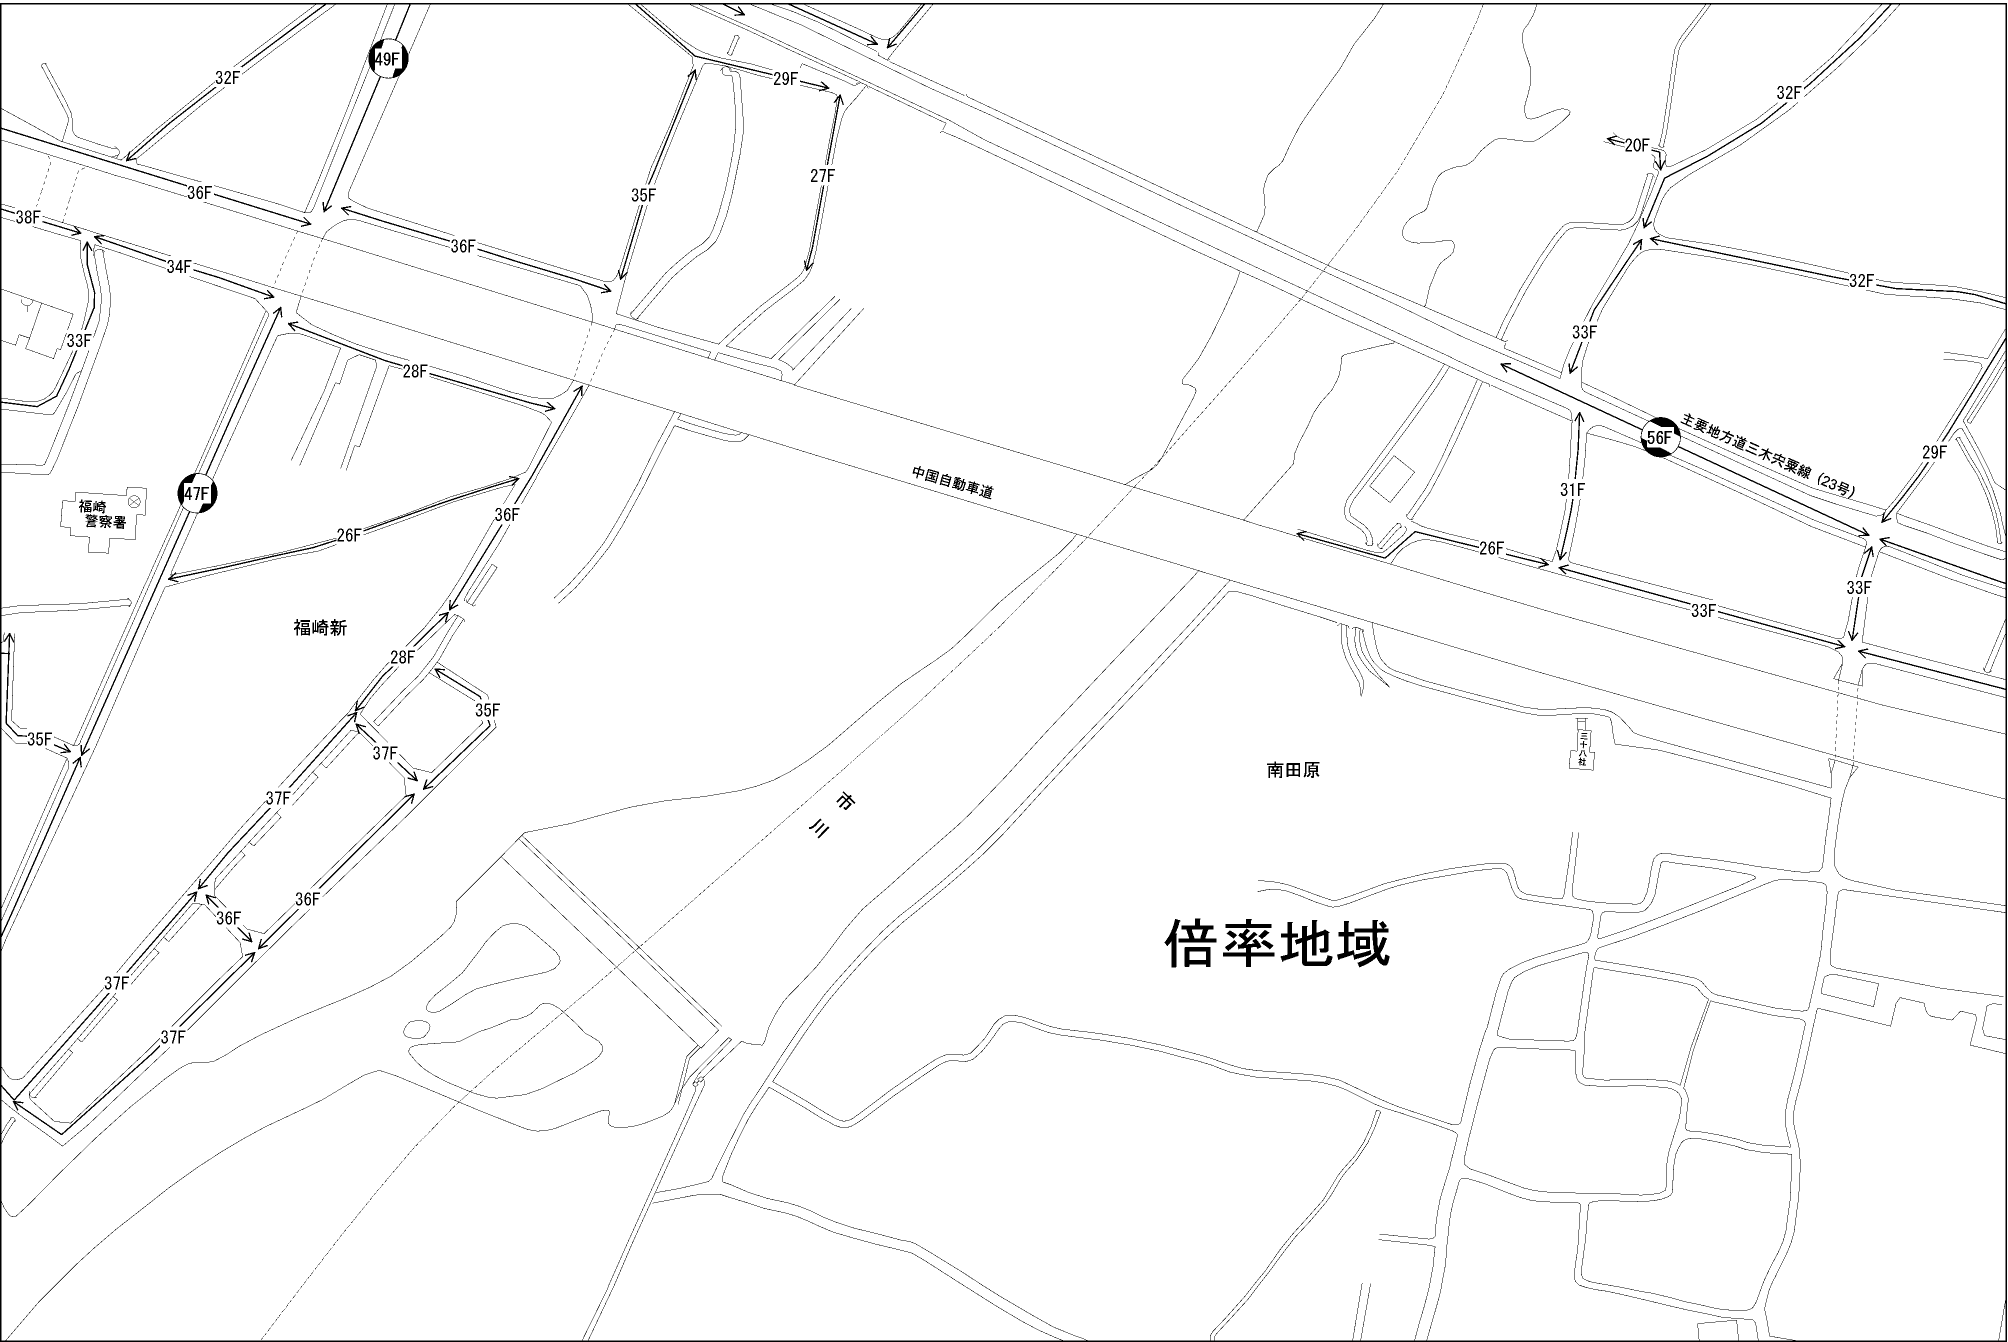 49F
32F
29F
32F
20F
27F
36F
35F
38F
36F
34F
32F
33F
33F
28F
主要地方道三木宍粟線 (23号)
56F
29F
中国自動車道
47F
31F
福崎
警察署
36F
26F
26F
33F
33F
福崎新
28F
35F
35F
37F
三十八社
南田原
37F
市川
36F
36F
倍率地域
37F
37F